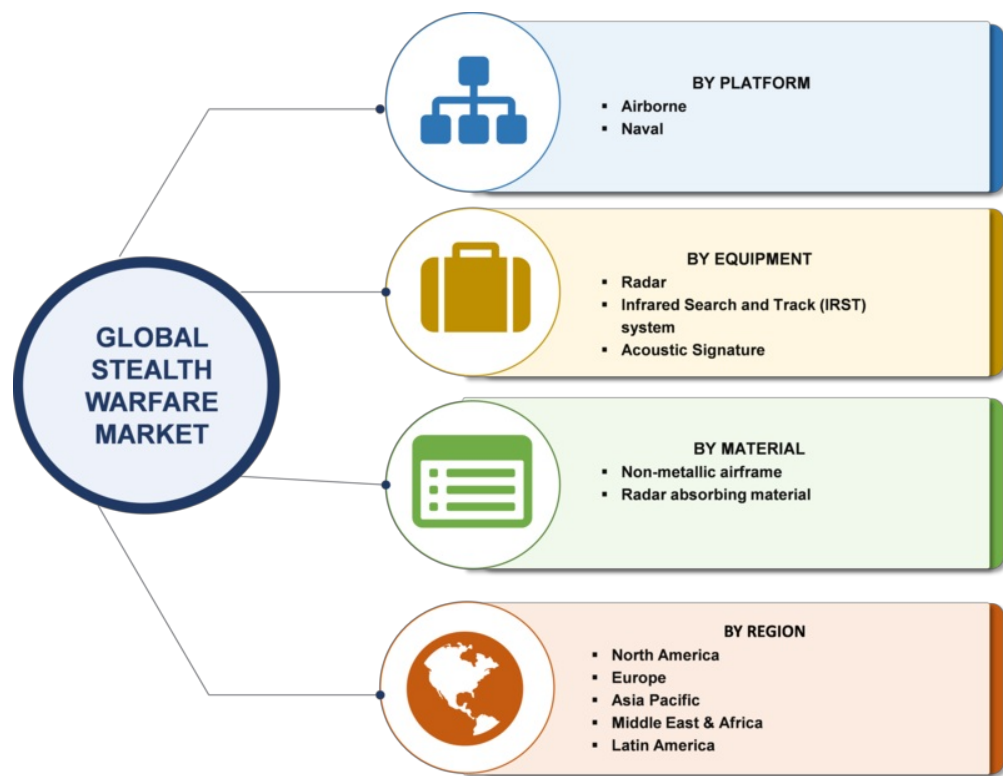 GLOBAL
STEALTH
WARFARE
MARKET
BY PLATFORM
▪ Airborne
▪ Naval
BY EQUIPMENT
▪ Radar
▪ Infrared Search and Track (IRST)
system
▪ Acoustic Signature
BY MATERIAL
▪ Non-metallic airframe
▪ Radar absorbing material
BY REGION
▪ North America
▪ Europe
▪ Asia Pacific
▪ Middle East & Africa
▪ Latin America